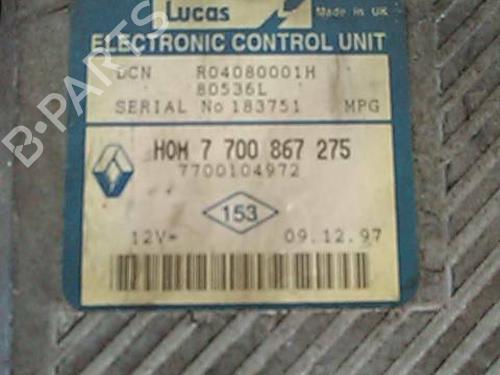 Lucas
Made in UK
ELECTRONIC CONTROL UNIT
DCN R04080001H
80536L
SERIAL No 183751 MPG
HOM 7 700 867 275
7700104972
153
12V- 09.12.97